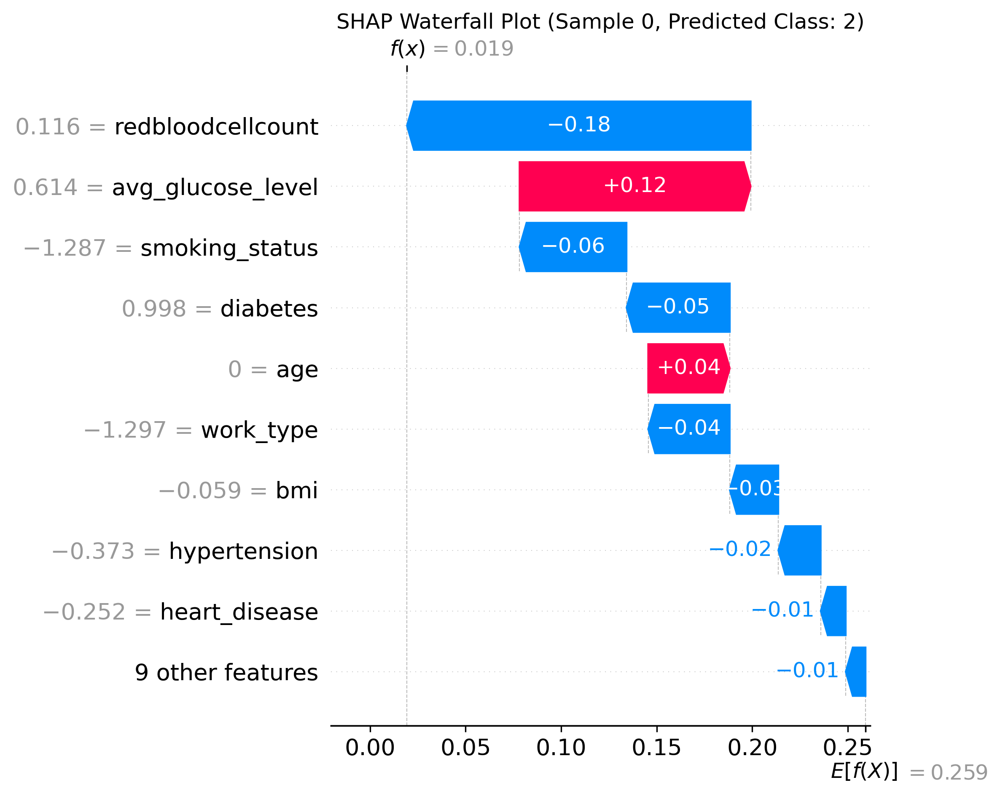 SHAP Waterfall Plot (Sample 0, Predicted Class: 2)
f(x) = 0.019
0.116 = redbloodcellcount −0.18
0.614 = avg_glucose_level +0.12
−1.287 = smoking_status −0.06
0.998 = diabetes −0.05
0 = age +0.04
−1.297 = work_type −0.04
−0.059 = bmi −0.03
−0.373 = hypertension −0.02
−0.252 = heart_disease −0.01
9 other features −0.01
0.00 0.05 0.10 0.15 0.20 0.25
E[f(X)] = 0.259